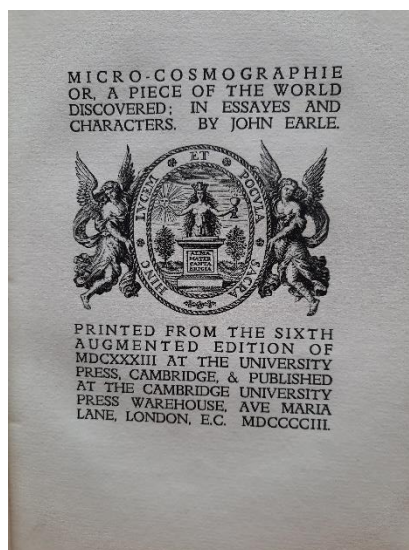 MICRO-COSMOGRAPHIE
OR, A PIECE OF THE WORLD
DISCOVERED; IN ESSAYES AND
CHARACTERS. BY JOHN EARLE.
HINC LVCEM ET POCVLA SACRA
ALMA
MATER
CANTA
BRIGIA
PRINTED FROM THE SIXTH
AUGMENTED EDITION OF
MDCXXXIII AT THE UNIVERSITY
PRESS, CAMBRIDGE, & PUBLISHED
AT THE CAMBRIDGE UNIVERSITY
PRESS WAREHOUSE, AVE MARIA
LANE, LONDON, E.C. MDCCCCIII.